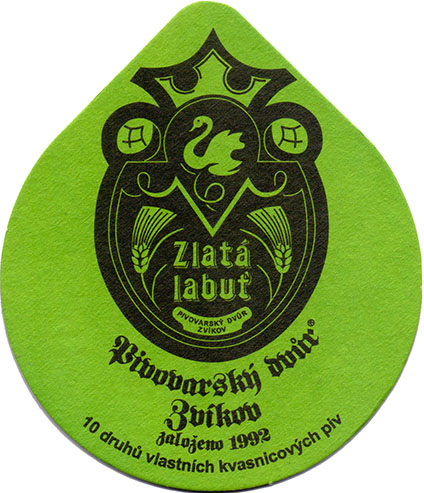 Zlatá
labuť
PIVOVARSKÝ DVŮR
ZVÍKOV
Pivovarský dvůr®
Zvíkov
založeno 1992
10 druhů vlastních kvasnicových piv